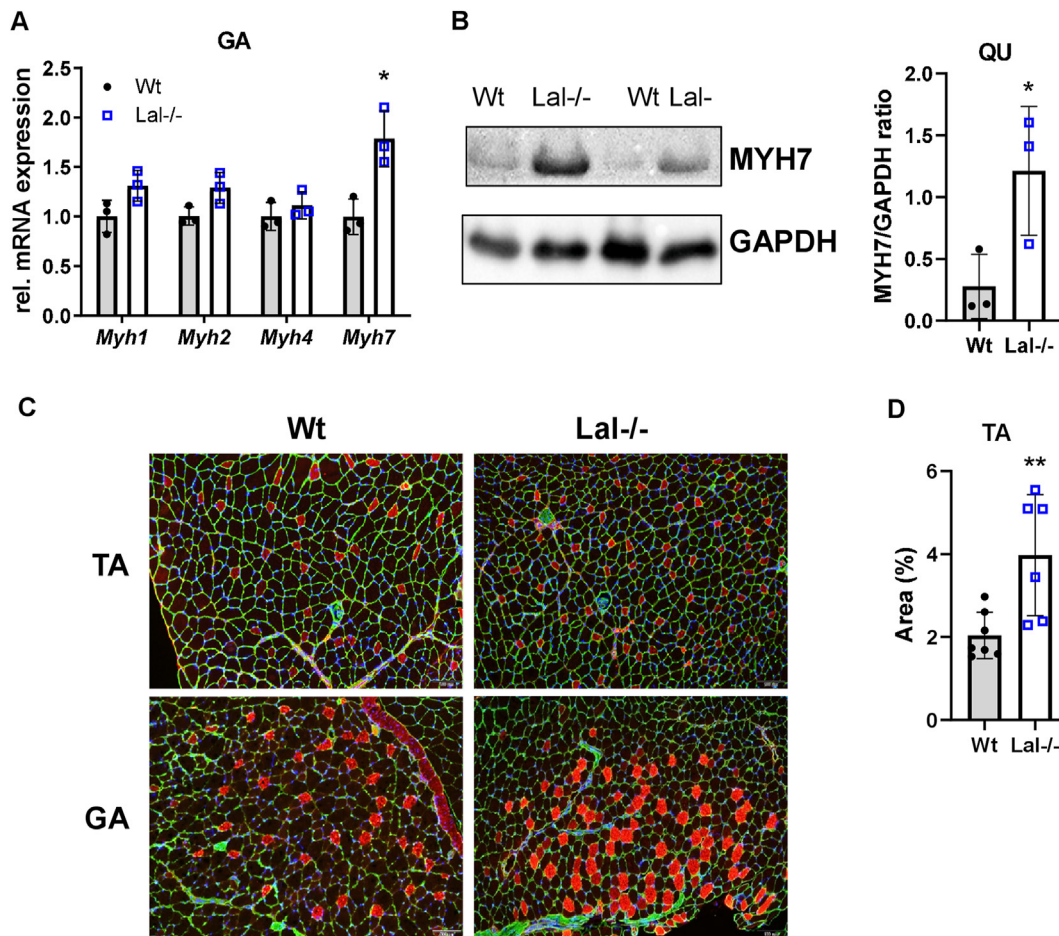 A
GA
rel. mRNA expression
2.5
2.0
1.5
1.0
0.5
0.0
Wt
Lal-/-
*
Myh1 Myh2 Myh4 Myh7
B
Wt Lal-/- Wt Lal-
MYH7
GAPDH
QU
MYH7/GAPDH ratio
2.0
1.5
1.0
0.5
0.0
*
Wt Lal-/-
C
Wt Lal-/-
TA
GA
D
TA
Area (%)
6
4
2
0
**
Wt Lal-/-